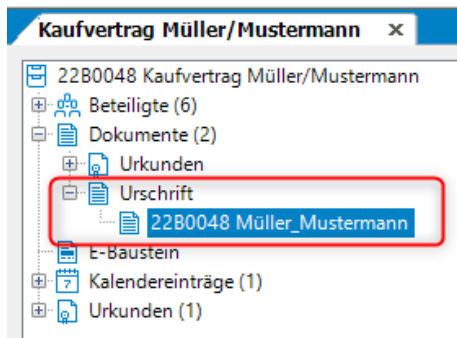 Kaufvertrag Müller/Mustermann ×
22B0048 Kaufvertrag Müller/Mustermann
Beteiligte (6)
Dokumente (2)
Urkunden
Urschrift
22B0048 Müller_Mustermann
E-Baustein
7 Kalendereinträge (1)
Urkunden (1)